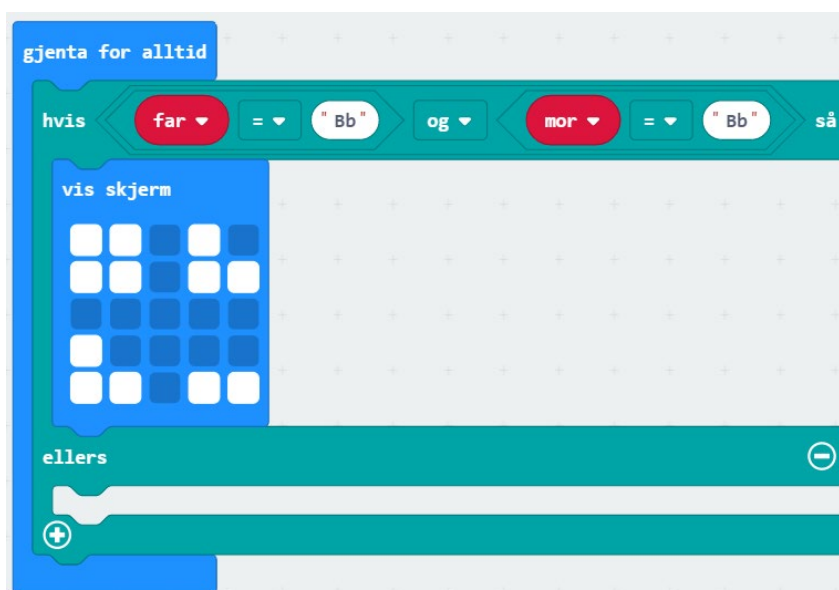 gjenta for alltid
hvis far = "Bb" og mor = "Bb" så
vis skjerm
ellers